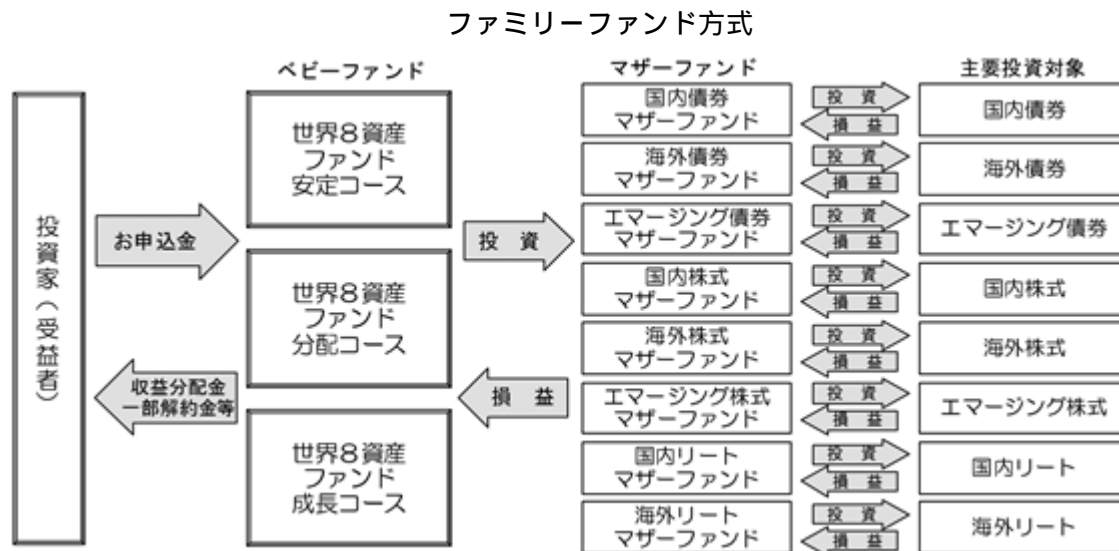 ファミリーファンド方式
ベビーファンド
マザーファンド
主要投資対象
投資家（受益者）
お申込金
収益分配金
一部解約金等
世界8資産
ファンド
安定コース
世界8資産
ファンド
分配コース
世界8資産
ファンド
成長コース
投 資
損 益
国内債券
マザーファンド
投 資
損 益
国内債券
海外債券
マザーファンド
投 資
損 益
海外債券
エマージング債券
マザーファンド
投 資
損 益
エマージング債券
国内株式
マザーファンド
投 資
損 益
国内株式
海外株式
マザーファンド
投 資
損 益
海外株式
エマージング株式
マザーファンド
投 資
損 益
エマージング株式
国内リート
マザーファンド
投 資
損 益
国内リート
海外リート
マザーファンド
投 資
損 益
海外リート